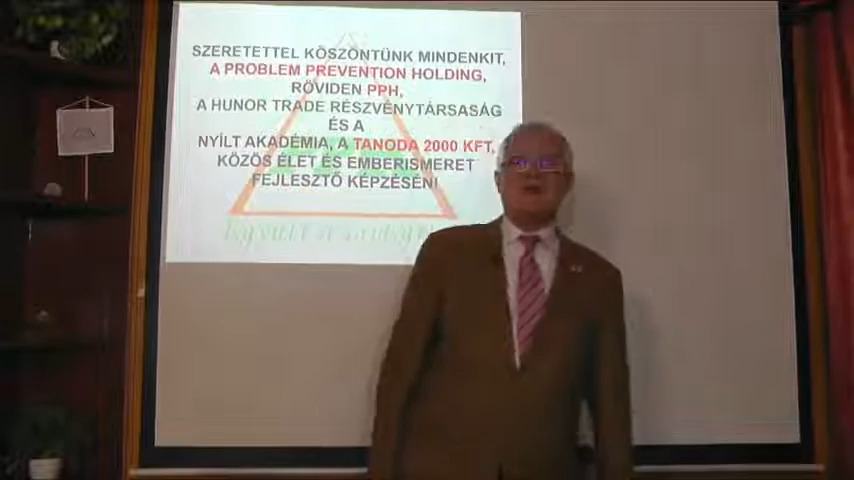 SZERETETTEL KÖSZÖNTÜNK MINDENKIT,
A PROBLEM PREVENTION HOLDING,
RÖVIDEN PPH,
A HUNOR TRADE RÉSZVÉNYTÁRSASÁG
ÉS A
NYÍLT AKADÉMIA, A TANODA 2000 KFT,
KÖZÖS ÉLET ÉS EMBERISMERET
FEJLESZTŐ KÉPZÉSÉN!